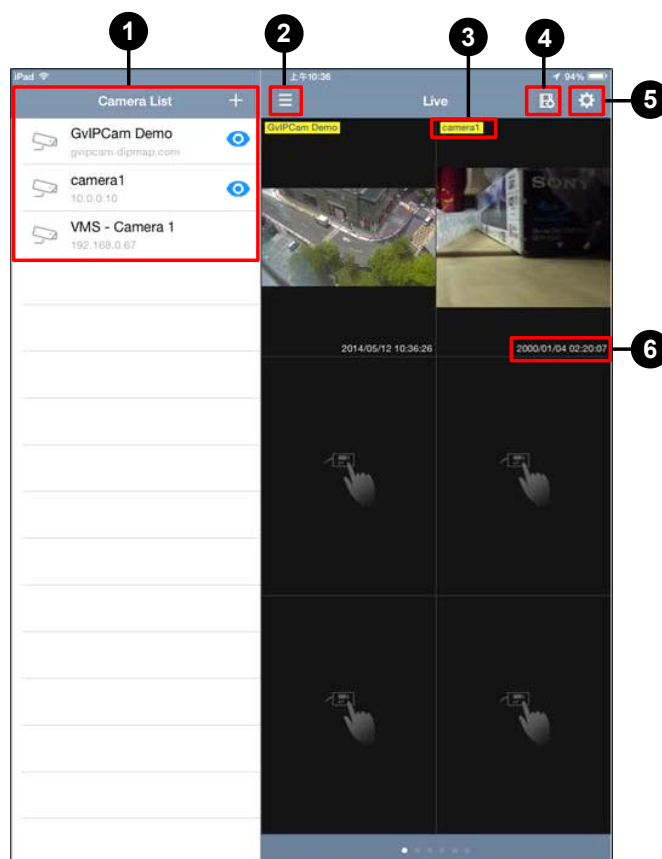 1
2
3
4
5
6
iPad
上午10:36
94%
Camera List
+
Live
GvIPCam Demo
gvipcam.dipmap.com
camera1
10.0.0.10
VMS - Camera 1
192.168.0.67
GvIPCam Demo
camera1
SONY
2014/05/12 10:36:26
2000/01/04 02:20:07